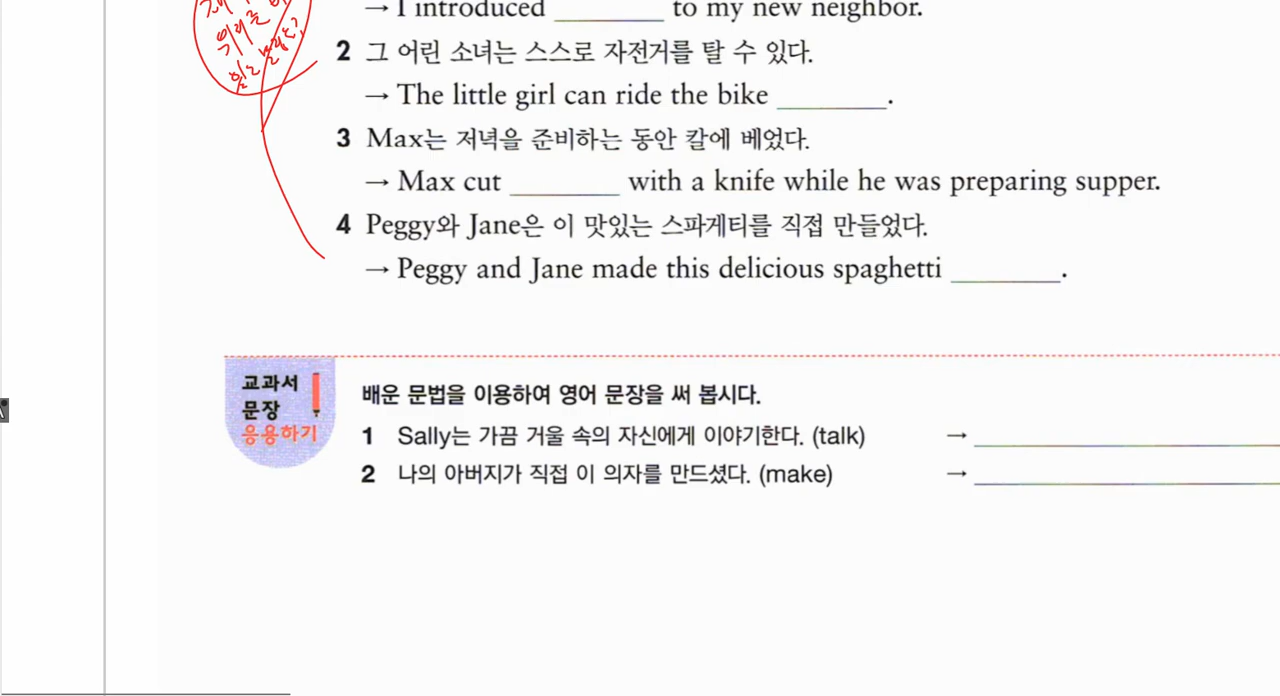 → I introduced ________ to my new neighbor.
2 그 어린 소녀는 스스로 자전거를 탈 수 있다.
→ The little girl can ride the bike ________.
3 Max는 저녁을 준비하는 동안 칼에 베었다.
→ Max cut ________ with a knife while he was preparing supper.
4 Peggy와 Jane은 이 맛있는 스파게티를 직접 만들었다.
→ Peggy and Jane made this delicious spaghetti ________.
교과서
문장
응용하기
배운 문법을 이용하여 영어 문장을 써 봅시다.
1 Sally는 가끔 거울 속의 자신에게 이야기한다. (talk) → ________
2 나의 아버지가 직접 이 의자를 만드셨다. (make) → ________